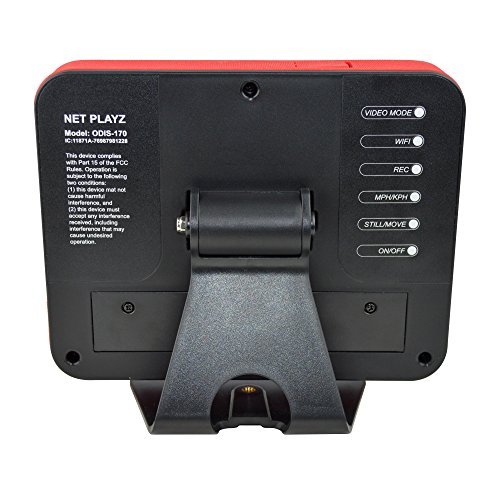 NET PLAYZ
Model: ODIS-170
IC:11871A-76987981228
This device complies
with Part 15 of the FCC
Rules. Operation is
subject to the following
two conditions:
(1) this device mat not
cause harmful
interference, and
(2) this device must
accept any interference
received, including
interference that may
cause undesired
operation.
VIDEO MODE
WIFI
REC
MPH/KPH
STILL/MOVE
ON/OFF